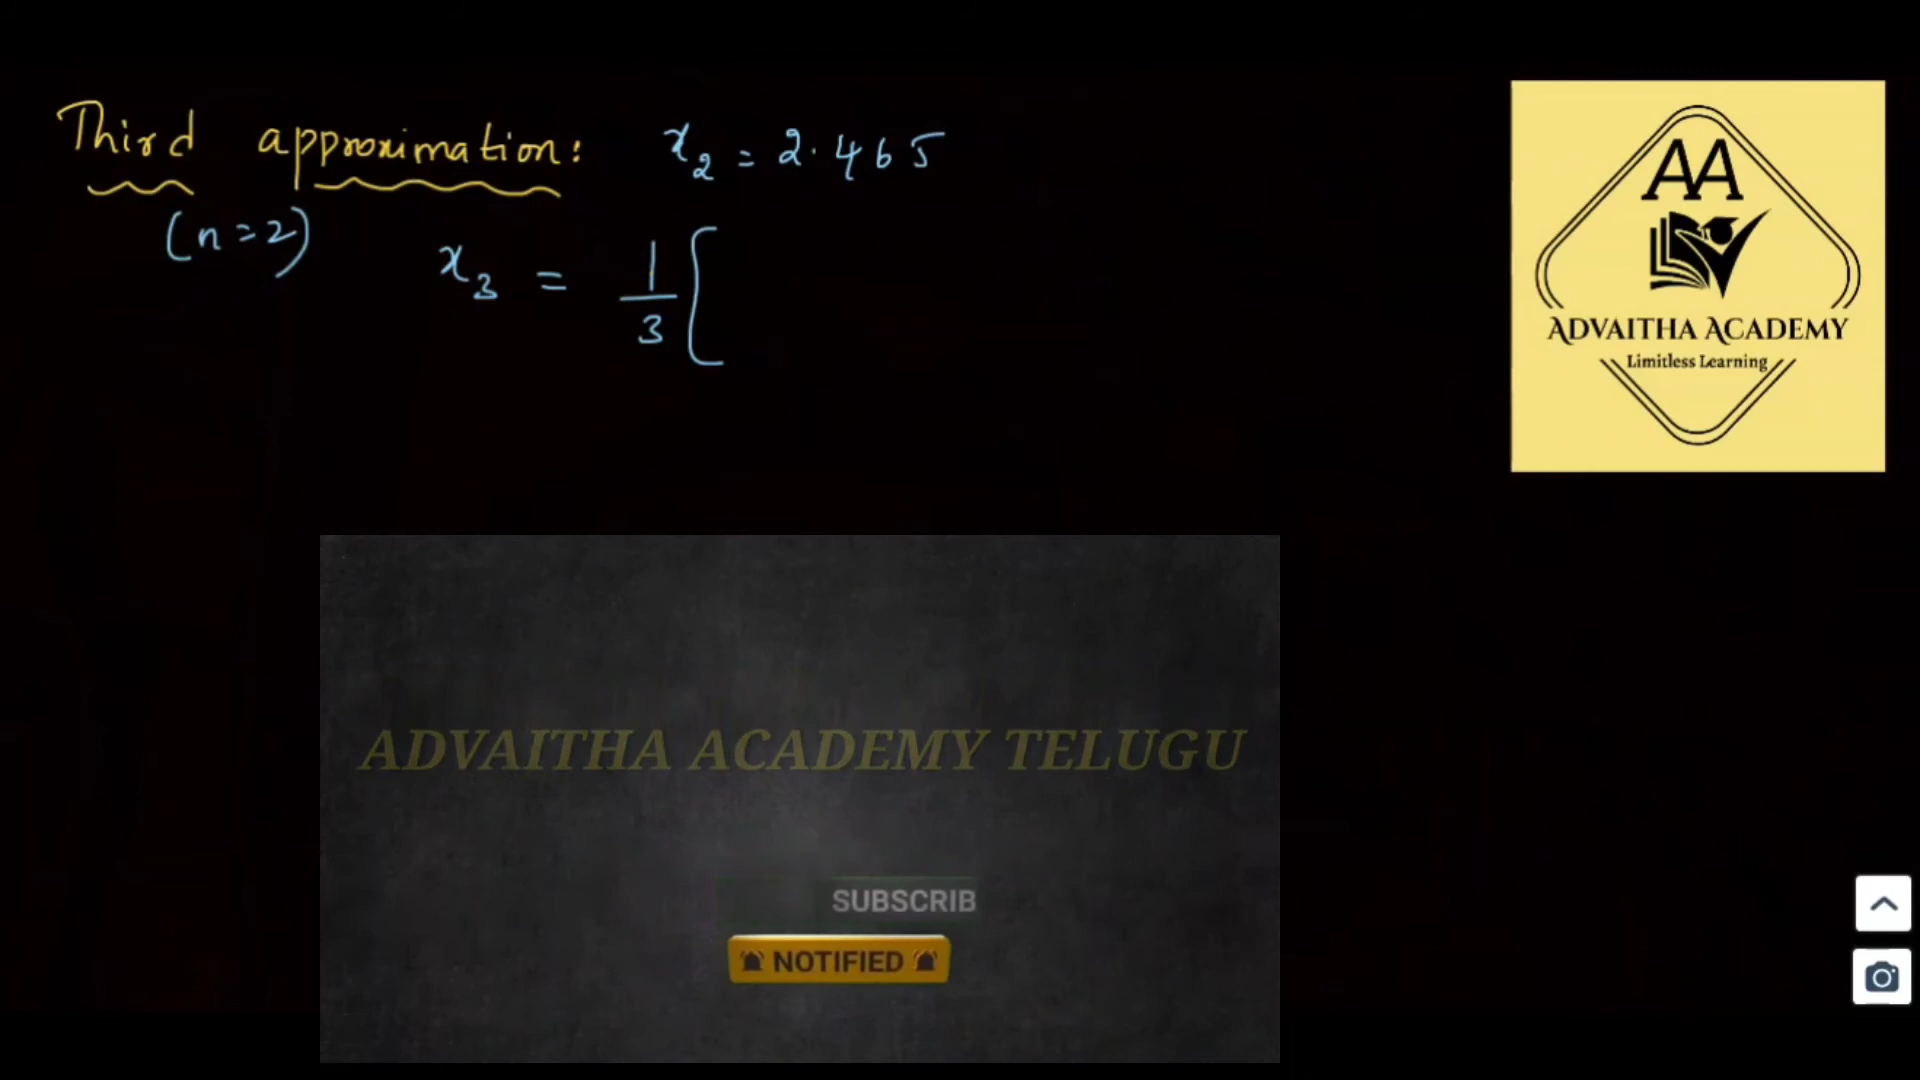 Third approximation: x₂ = 2.465
(n=2) x₃ = 1/3 [
AA
ADVAITHA ACADEMY
Limitless Learning
ADVAITHA ACADEMY TELUGU
SUBSCRIB
NOTIFIED